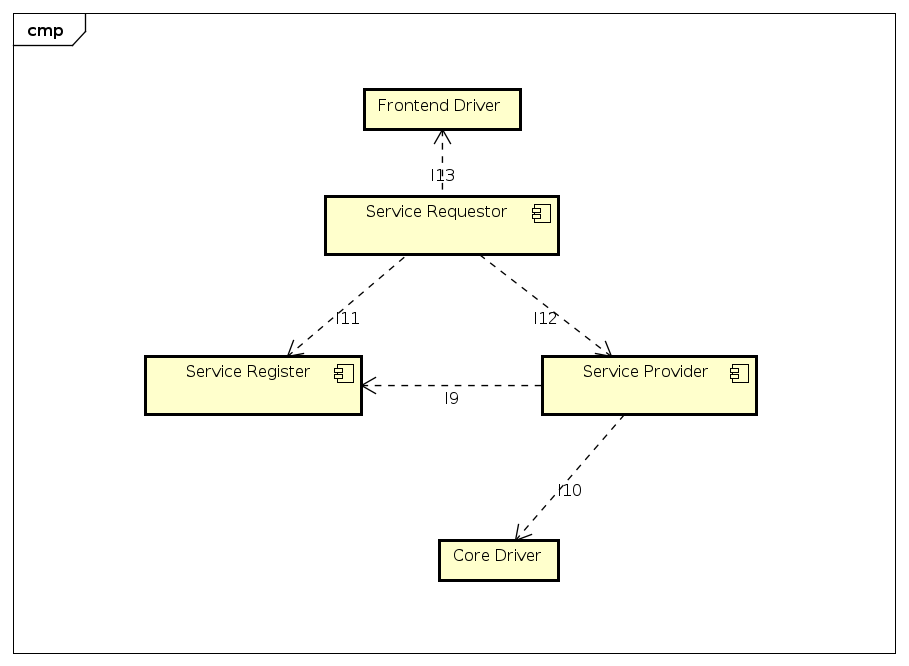 cmp
Frontend Driver
I13
Service Requestor
I11
I12
Service Register
Service Provider
I9
I10
Core Driver